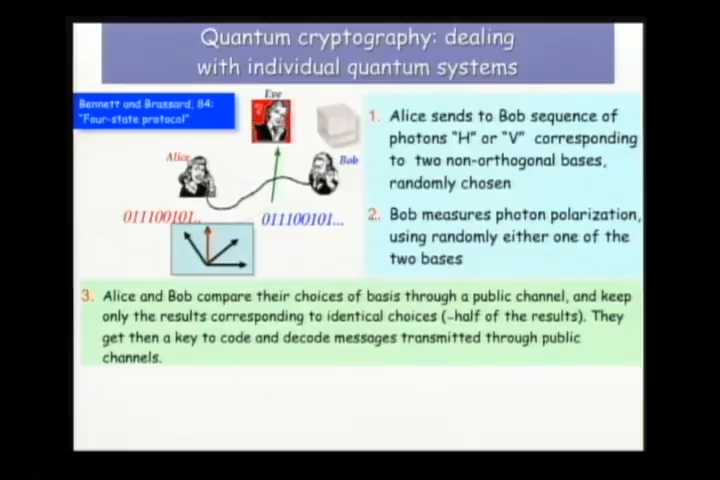 Quantum cryptography: dealing
with individual quantum systems
Bennett and Brassard, 84:
"Four-state protocol"
Eve
?
Alice
Bob
011100101..
011100101...
1. Alice sends to Bob sequence of
photons "H" or "V" corresponding
to two non-orthogonal bases,
randomly chosen
2. Bob measures photon polarization,
using randomly either one of the
two bases
3. Alice and Bob compare their choices of basis through a public channel, and keep
only the results corresponding to identical choices (~half of the results). They
get then a key to code and decode messages transmitted through public
channels.